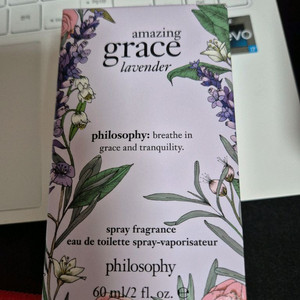 amazing
grace
lavender
philosophy: breathe in
grace and tranquility.
spray fragrance
eau de toilette spray-vaporisateur
philosophy
60 ml/2 fl. oz. ℮